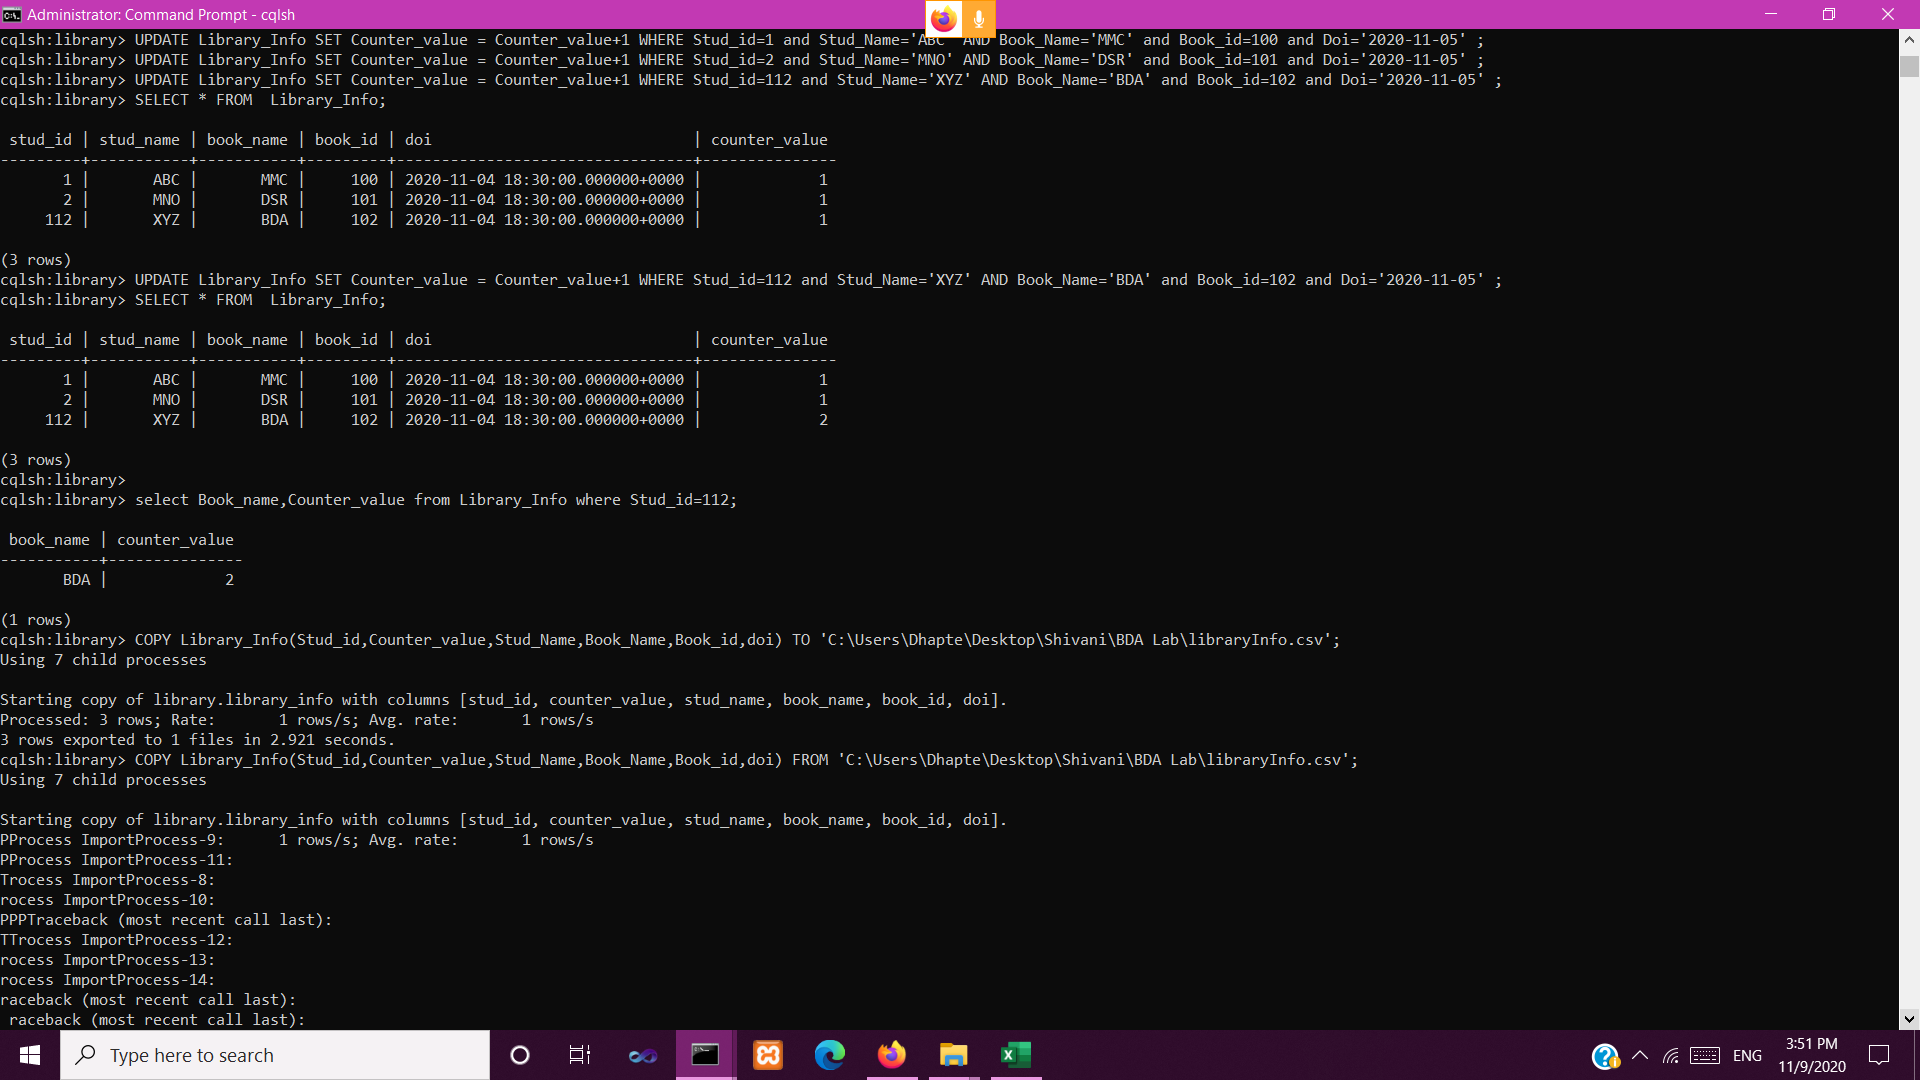 Administrator: Command Prompt - cqlsh
cqlsh:library> UPDATE Library_Info SET Counter_value = Counter_value+1 WHERE Stud_id=1 and Stud_Name='ABC' AND Book_Name='MMC' and Book_id=100 and Doi='2020-11-05' ;
cqlsh:library> UPDATE Library_Info SET Counter_value = Counter_value+1 WHERE Stud_id=2 and Stud_Name='MNO' AND Book_Name='DSR' and Book_id=101 and Doi='2020-11-05' ;
cqlsh:library> UPDATE Library_Info SET Counter_value = Counter_value+1 WHERE Stud_id=112 and Stud_Name='XYZ' AND Book_Name='BDA' and Book_id=102 and Doi='2020-11-05' ;
cqlsh:library> SELECT * FROM  Library_Info;
 stud_id | stud_name | book_name | book_id | doi                             | counter_value
---------+-----------+-----------+---------+---------------------------------+---------------
       1 |       ABC |       MMC |     100 | 2020-11-04 18:30:00.000000+0000 |             1
       2 |       MNO |       DSR |     101 | 2020-11-04 18:30:00.000000+0000 |             1
     112 |       XYZ |       BDA |     102 | 2020-11-04 18:30:00.000000+0000 |             1
(3 rows)
cqlsh:library> UPDATE Library_Info SET Counter_value = Counter_value+1 WHERE Stud_id=112 and Stud_Name='XYZ' AND Book_Name='BDA' and Book_id=102 and Doi='2020-11-05' ;
cqlsh:library> SELECT * FROM  Library_Info;
 stud_id | stud_name | book_name | book_id | doi                             | counter_value
---------+-----------+-----------+---------+---------------------------------+---------------
       1 |       ABC |       MMC |     100 | 2020-11-04 18:30:00.000000+0000 |             1
       2 |       MNO |       DSR |     101 | 2020-11-04 18:30:00.000000+0000 |             1
     112 |       XYZ |       BDA |     102 | 2020-11-04 18:30:00.000000+0000 |             2
(3 rows)
cqlsh:library>
cqlsh:library> select Book_name,Counter_value from Library_Info where Stud_id=112;
 book_name | counter_value
-----------+---------------
       BDA |             2
(1 rows)
cqlsh:library> COPY Library_Info(Stud_id,Counter_value,Stud_Name,Book_Name,Book_id,doi) TO 'C:\Users\Dhapte\Desktop\Shivani\BDA Lab\libraryInfo.csv';
Using 7 child processes
Starting copy of library.library_info with columns [stud_id, counter_value, stud_name, book_name, book_id, doi].
Processed: 3 rows; Rate:       1 rows/s; Avg. rate:       1 rows/s
3 rows exported to 1 files in 2.921 seconds.
cqlsh:library> COPY Library_Info(Stud_id,Counter_value,Stud_Name,Book_Name,Book_id,doi) FROM 'C:\Users\Dhapte\Desktop\Shivani\BDA Lab\libraryInfo.csv';
Using 7 child processes
Starting copy of library.library_info with columns [stud_id, counter_value, stud_name, book_name, book_id, doi].
PProcess ImportProcess-9:      1 rows/s; Avg. rate:       1 rows/s
PProcess ImportProcess-11:
Trocess ImportProcess-8:
rocess ImportProcess-10:
PPPTraceback (most recent call last):
TTrocess ImportProcess-12:
rocess ImportProcess-13:
rocess ImportProcess-14:
raceback (most recent call last):
 raceback (most recent call last):
Type here to search
ENG
3:51 PM
11/9/2020